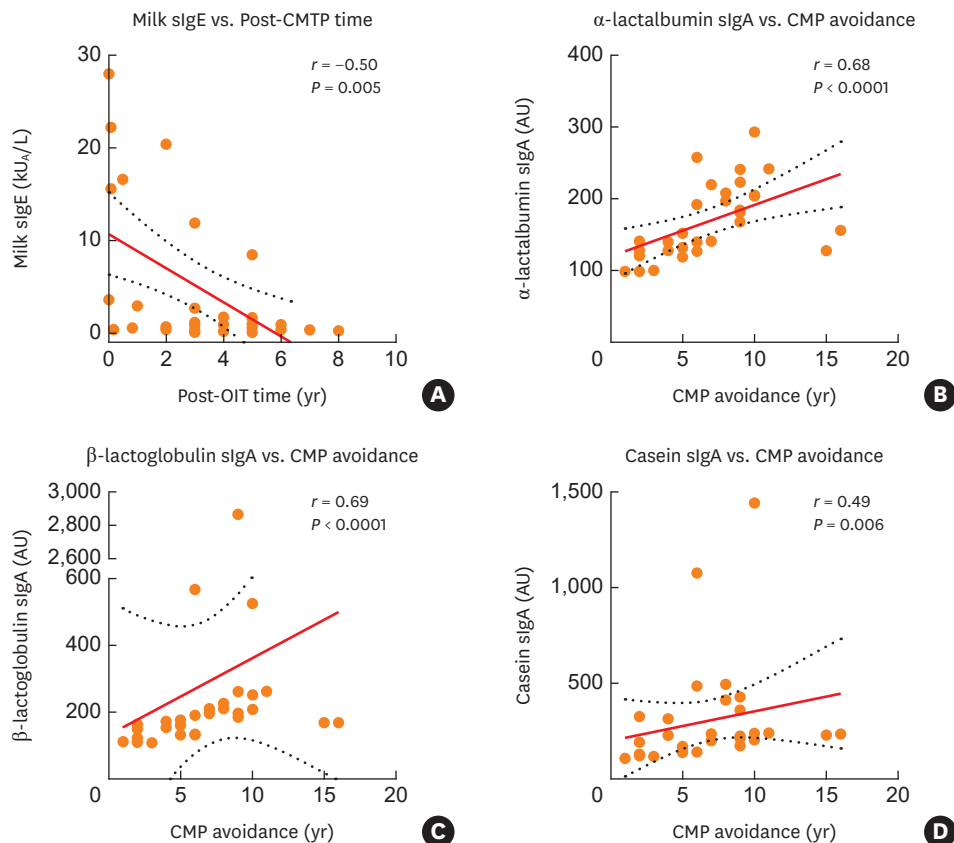 Milk sIgE vs. Post-CMTP time
r = −0.50
P = 0.005
Milk sIgE (kUA/L)
30
20
10
0
0 2 4 6 8 10
Post-OIT time (yr)
A
α-lactalbumin sIgA vs. CMP avoidance
r = 0.68
P < 0.0001
α-lactalbumin sIgA (AU)
400
300
200
100
0
0 5 10 15 20
CMP avoidance (yr)
B
β-lactoglobulin sIgA vs. CMP avoidance
r = 0.69
P < 0.0001
β-lactoglobulin sIgA (AU)
3,000
2,800
2,600
600
400
200
0
0 5 10 15 20
CMP avoidance (yr)
C
Casein sIgA vs. CMP avoidance
r = 0.49
P = 0.006
Casein sIgA (AU)
1,500
1,000
500
0
0 5 10 15 20
CMP avoidance (yr)
D